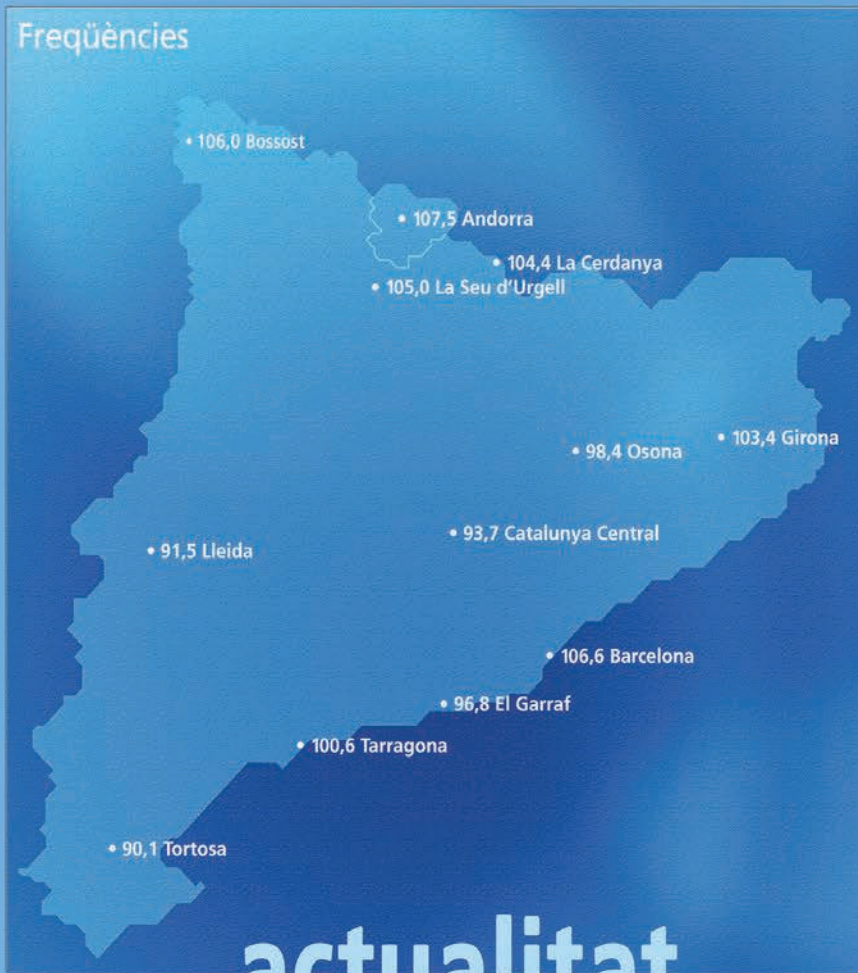 Freqüències
106,0 Bossost
107,5 Andorra
104,4 La Cerdanya
105,0 La Seu d'Urgell
103,4 Girona
98,4 Osona
93,7 Catalunya Central
91,5 Lleida
106,6 Barcelona
96,8 El Garraf
100,6 Tarragona
90,1 Tortosa
actualitat